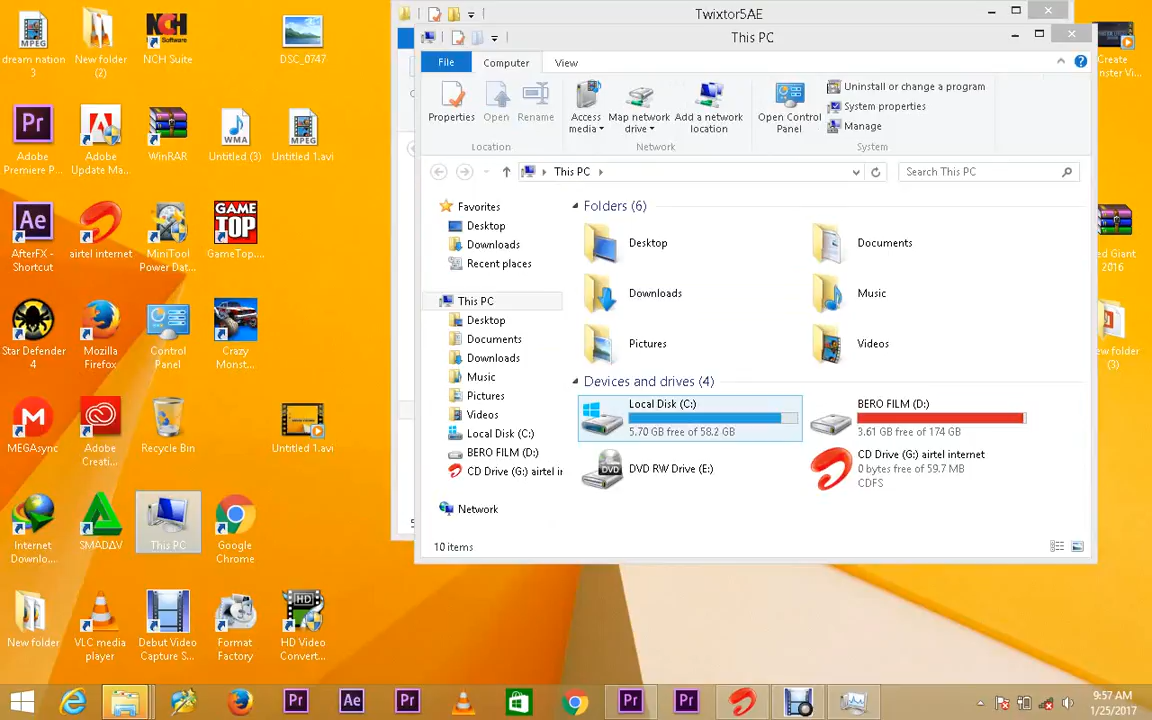 dream nation
3
New folder
(2)
NCH Software
NCH Suite
DSC_0747
Adobe
Premiere P...
Adobe
Update Ma...
WinRAR
Untitled (3)
Untitled 1.avi
AfterFX -
Shortcut
airtel internet
MiniTool
Power Dat...
GAME TOP
GameTop....
Star Defender
4
Mozilla
Firefox
Control
Panel
Crazy
Monst...
MEGAsync
Adobe
Creati...
Recycle Bin
Untitled 1.avi
Internet
Downlo...
SMADΔV
This PC
Google
Chrome
New folder
VLC media
player
Debut Video
Capture S...
Format
Factory
HD Video
Convert...
Twixtor5AE
This PC
File
Computer
View
Properties
Open
Rename
Access
media
Map network
drive
Add a network
location
Open Control
Panel
Uninstall or change a program
System properties
Manage
Location
Network
System
This PC
Search This PC
Favorites
Desktop
Downloads
Recent places
This PC
Desktop
Documents
Downloads
Music
Pictures
Videos
Local Disk (C:)
BERO FILM (D:)
CD Drive (G:) airtel in
Network
Folders (6)
Desktop
Documents
Downloads
Music
Pictures
Videos
Devices and drives (4)
Local Disk (C:)
5.70 GB free of 58.2 GB
BERO FILM (D:)
3.61 GB free of 174 GB
DVD RW Drive (E:)
CD Drive (G:) airtel internet
0 bytes free of 59.7 MB
CDFS
10 items
Create
nster Vi...
ed Giant
2016
ew folder
(3)
9:57 AM
1/25/2017